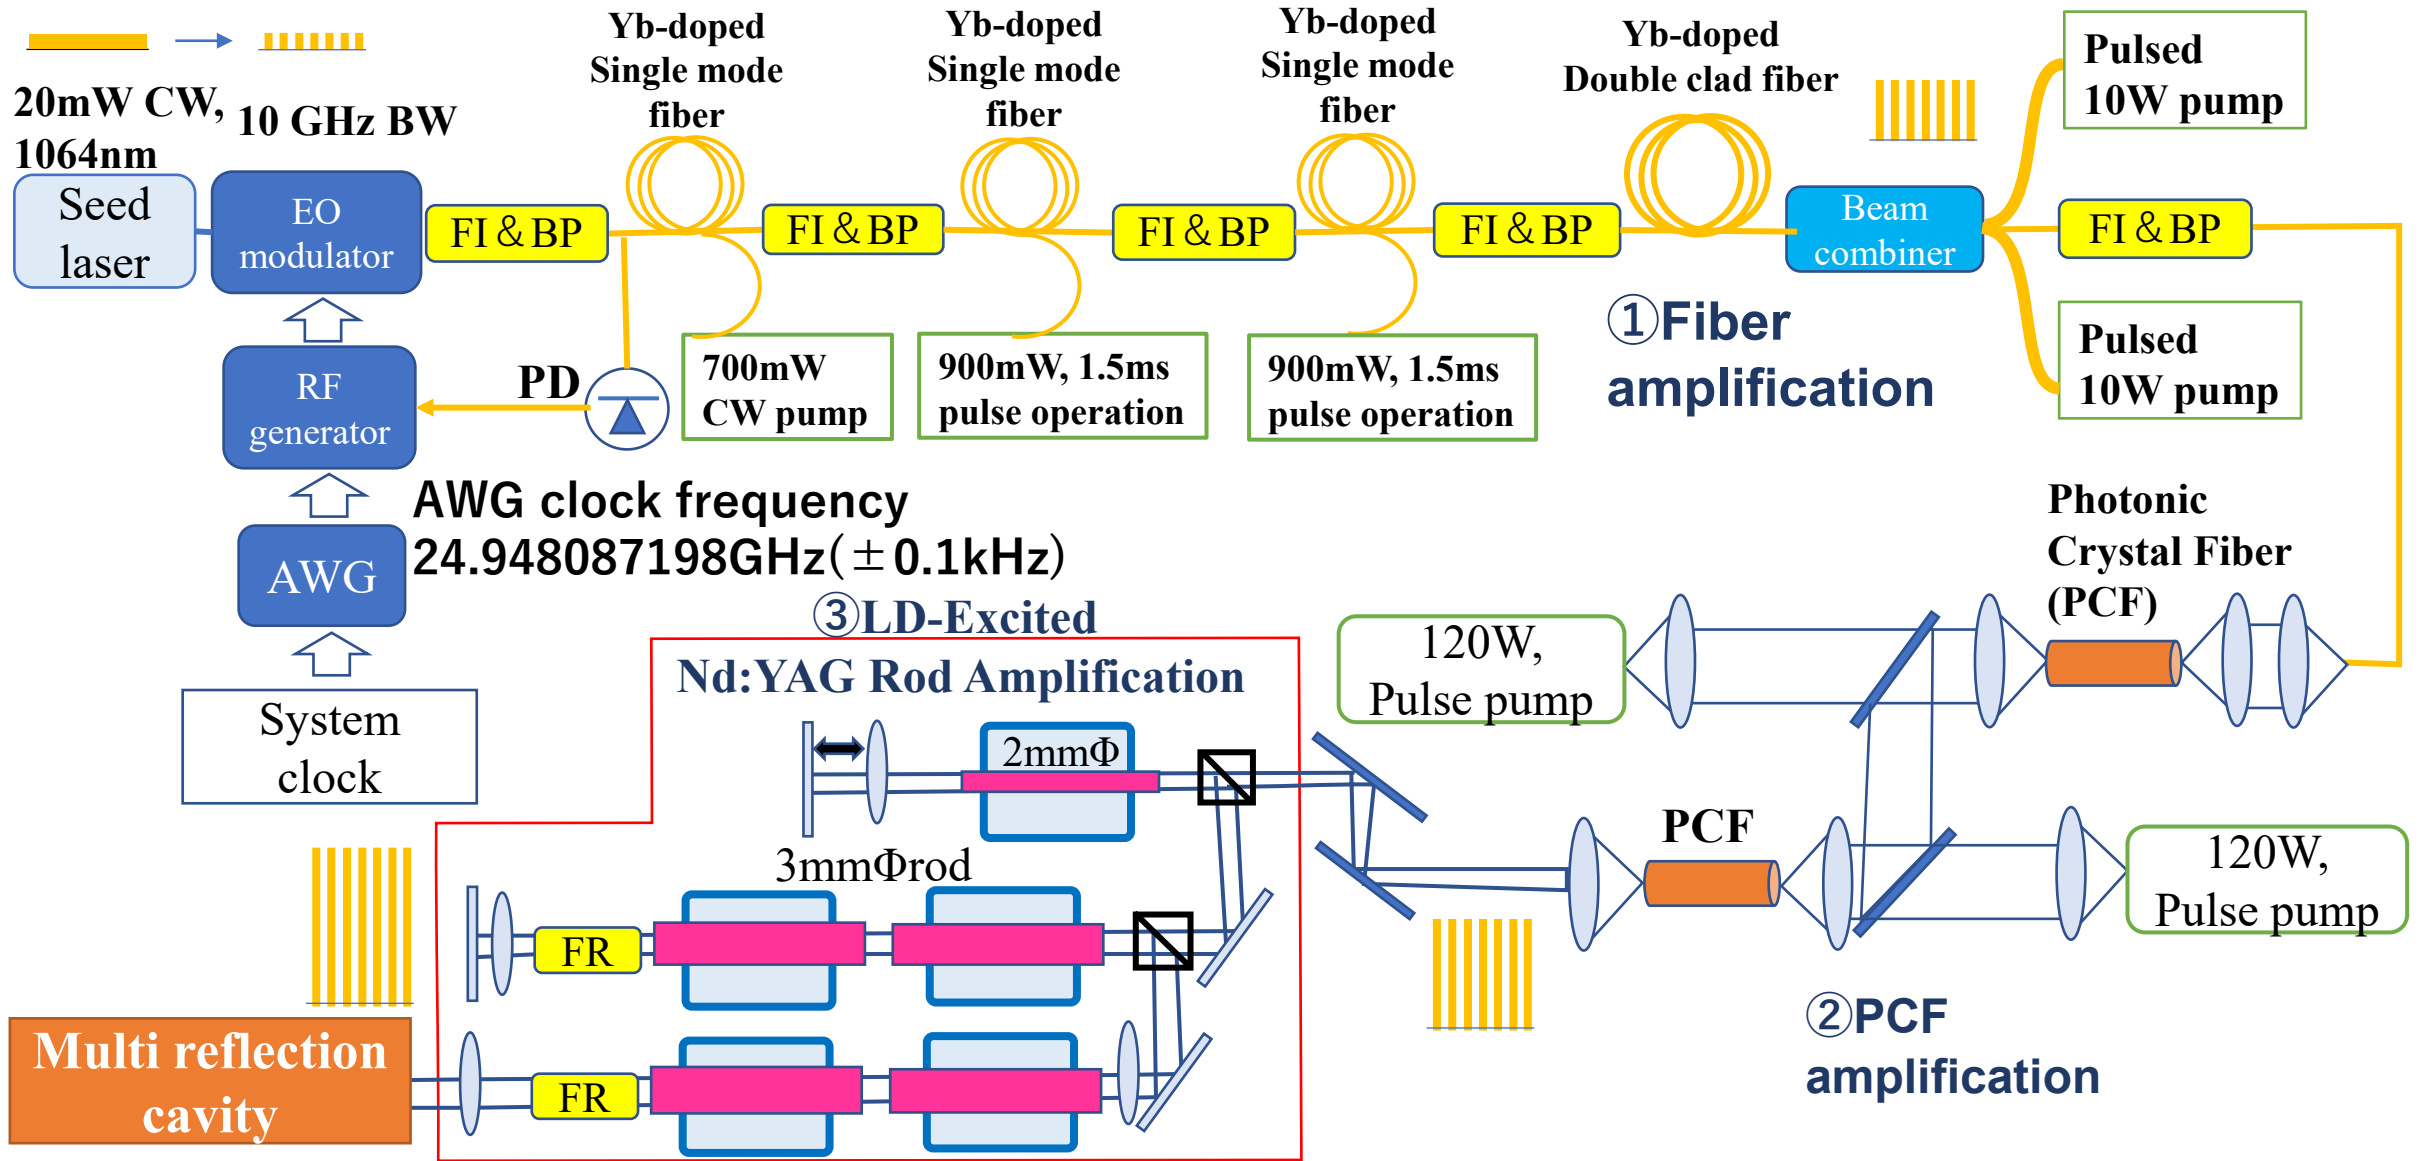 Yb-doped
Single mode
fiber
Yb-doped
Single mode
fiber
Yb-doped
Single mode
fiber
Yb-doped
Double clad fiber
Pulsed
10W pump
20mW CW,
1064nm
10 GHz BW
Seed
laser
EO
modulator
FI＆BP
FI＆BP
FI＆BP
FI＆BP
Beam
combiner
FI＆BP
①Fiber
amplification
Pulsed
10W pump
RF
generator
PD
700mW
CW pump
900mW, 1.5ms
pulse operation
900mW, 1.5ms
pulse operation
AWG
AWG clock frequency
24.948087198GHz(±0.1kHz)
Photonic
Crystal Fiber
(PCF)
③LD-Excited
Nd:YAG Rod Amplification
120W,
Pulse pump
System
clock
2mmΦ
3mmΦrod
PCF
120W,
Pulse pump
FR
②PCF
amplification
Multi reflection
cavity
FR